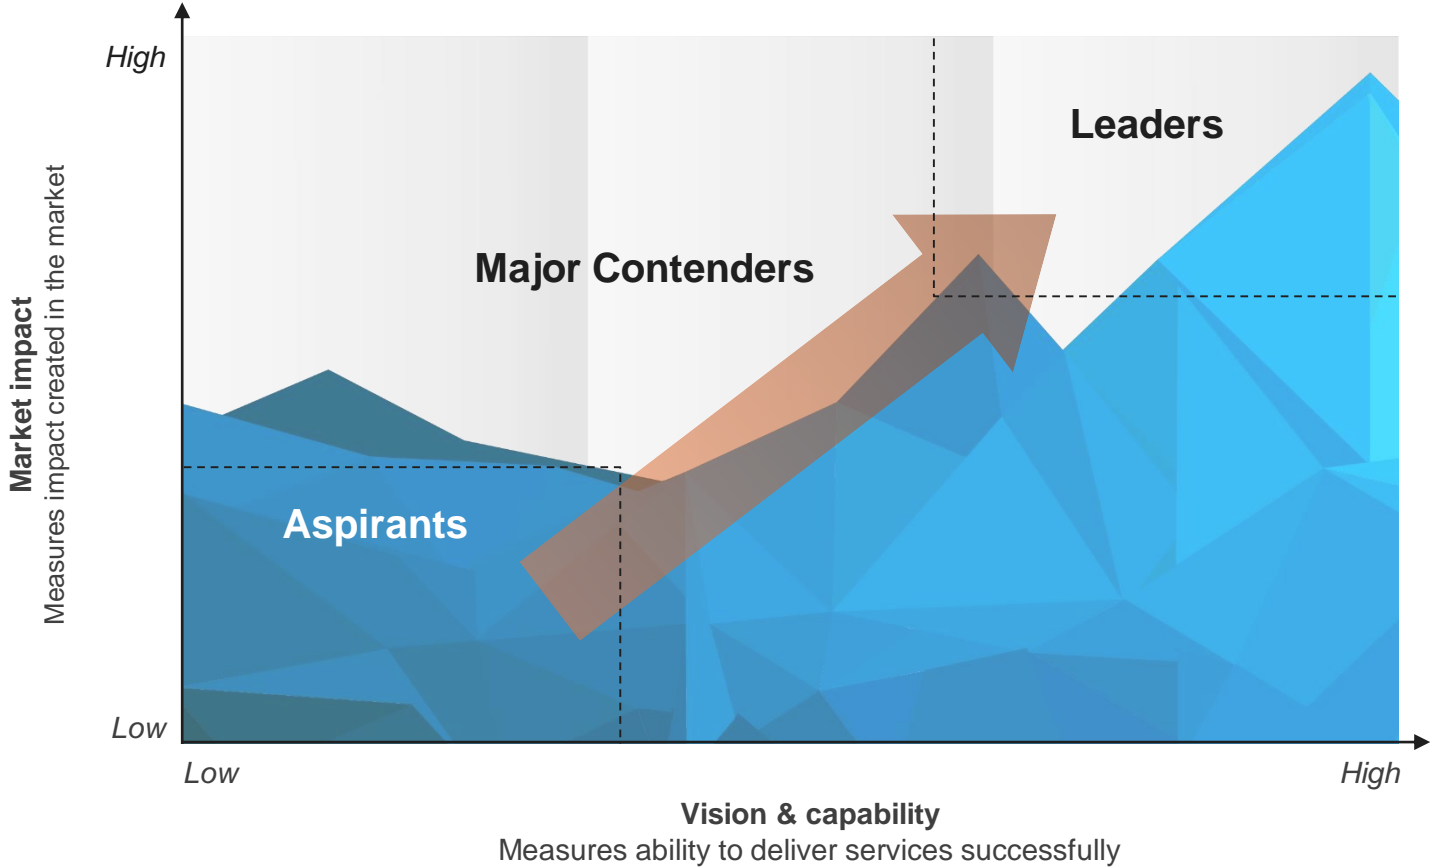 High
Leaders
Major Contenders
Market impact
Measures impact created in the market
Aspirants
Low
Low
High
Vision & capability
Measures ability to deliver services successfully